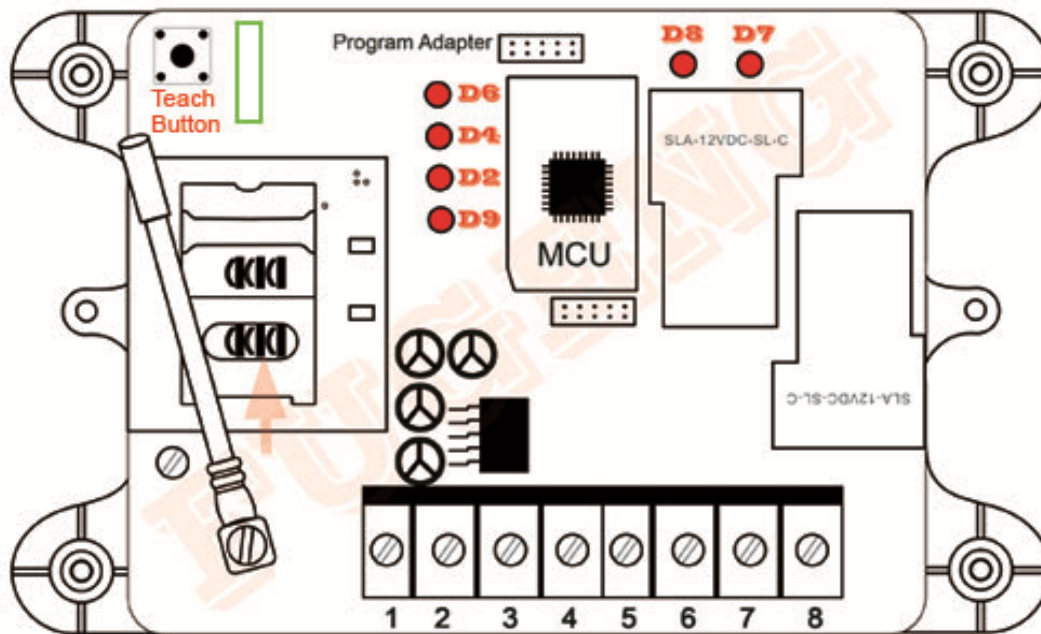 D8 D7
Program Adapter
Teach
Button
D6
D4
D2
D9
SLA-12VDC-SL-C
MCU
SLA-12VDC-SL-C
1 2 3 4 5 6 7 8
FUGENG